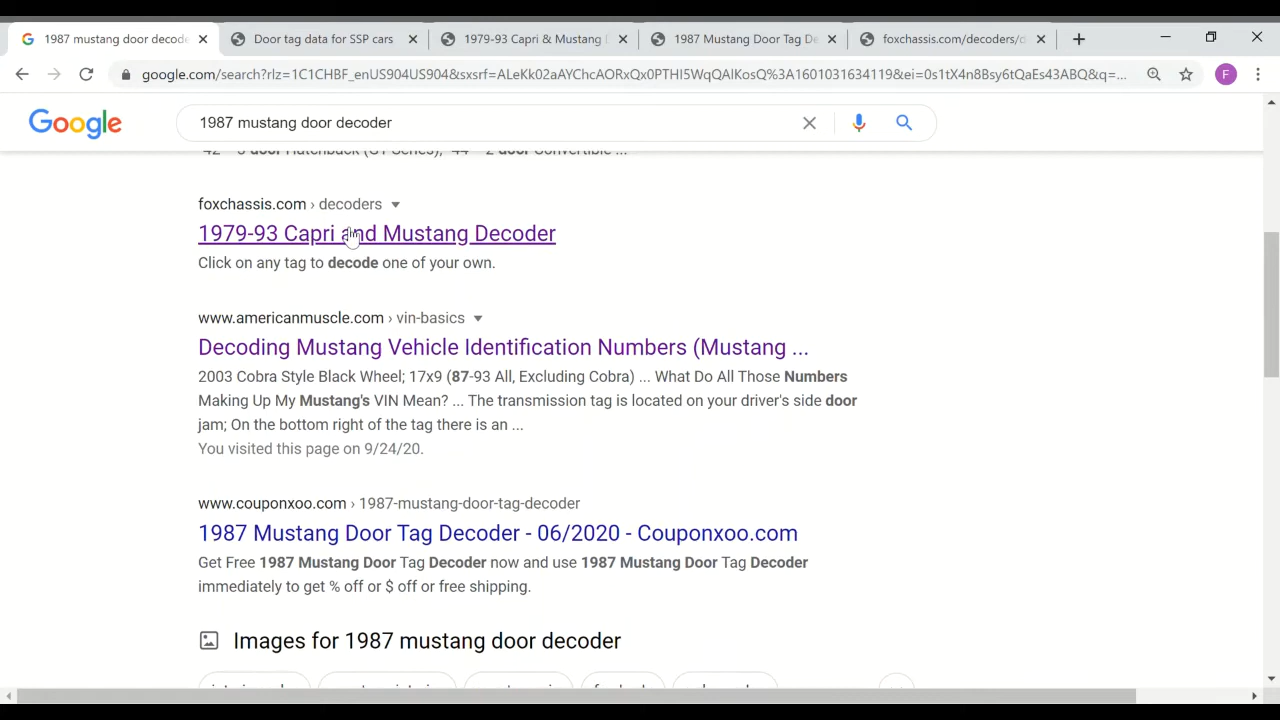 1987 mustang door decode
Door tag data for SSP cars
1979-93 Capri & Mustang
1987 Mustang Door Tag De
foxchassis.com/decoders/d
google.com/search?rlz=1C1CHBF_enUS904US904&sxsrf=ALeKk02aAYChcAORxQx0PTHI5WqQAIKosQ%3A1601031634119&ei=0s1tX4n8Bsy6tQaEs43ABQ&q=...
F
Google
1987 mustang door decoder
foxchassis.com › decoders
1979-93 Capri and Mustang Decoder
Click on any tag to decode one of your own.
www.americanmuscle.com › vin-basics
Decoding Mustang Vehicle Identification Numbers (Mustang ...
2003 Cobra Style Black Wheel; 17x9 (87-93 All, Excluding Cobra) ... What Do All Those Numbers
Making Up My Mustang's VIN Mean? ... The transmission tag is located on your driver's side door
jam; On the bottom right of the tag there is an ...
You visited this page on 9/24/20.
www.couponxoo.com › 1987-mustang-door-tag-decoder
1987 Mustang Door Tag Decoder - 06/2020 - Couponxoo.com
Get Free 1987 Mustang Door Tag Decoder now and use 1987 Mustang Door Tag Decoder
immediately to get % off or $ off or free shipping.
Images for 1987 mustang door decoder